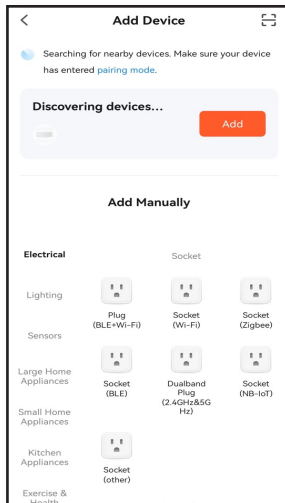 Add Device
Searching for nearby devices. Make sure your device
has entered pairing mode.
Discovering devices...
Add
Add Manually
Electrical
Lighting
Sensors
Large Home
Appliances
Small Home
Appliances
Kitchen
Appliances
Exercise &
Health
Socket
Plug
(BLE+Wi-Fi)
Socket
(Wi-Fi)
Socket
(Zigbee)
Socket
(BLE)
Dualband
Plug
(2.4GHz&5G
Hz)
Socket
(NB-IoT)
Socket
(other)